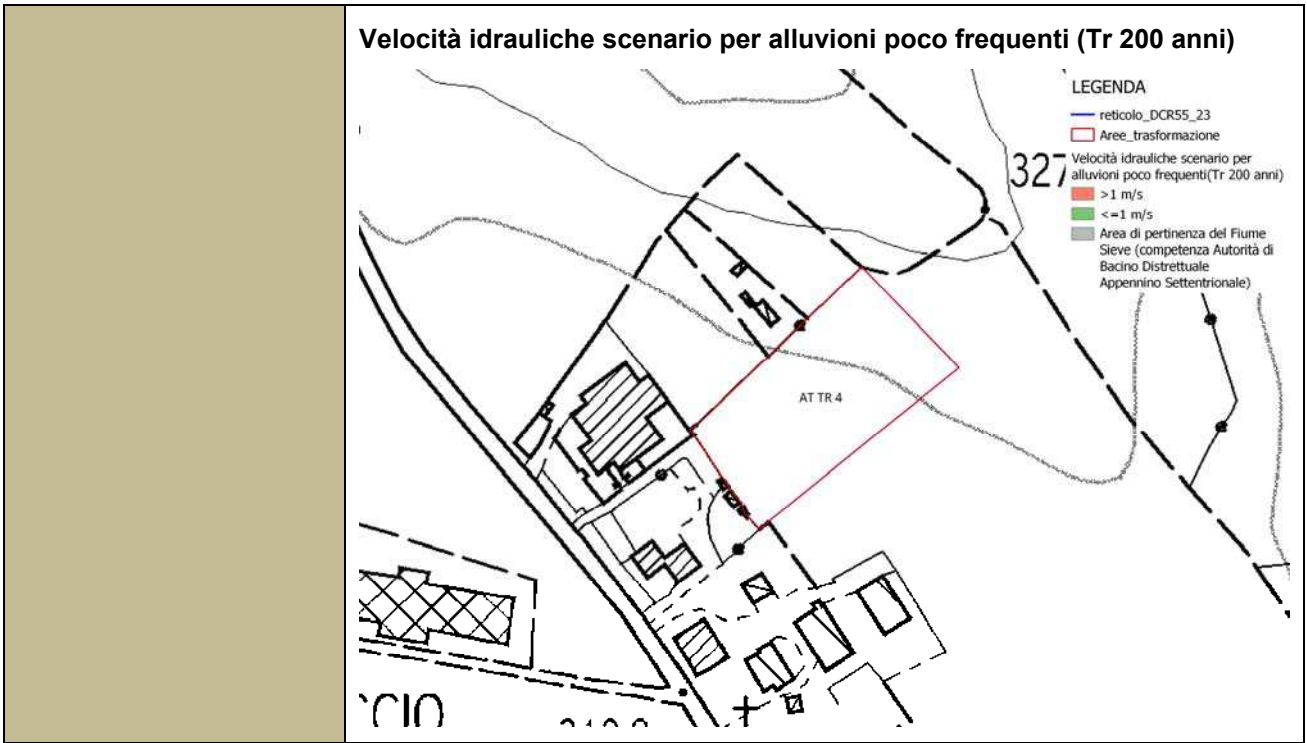 Velocità idrauliche scenario per alluvioni poco frequenti (Tr 200 anni)
LEGENDA
reticolo_DCR55_23
Aree_trasformazione
Velocità idrauliche scenario per
alluvioni poco frequenti(Tr 200 anni)
>1 m/s
<=1 m/s
Area di pertinenza del Fiume
Sieve (competenza Autorità di
Bacino Distrettuale
Appennino Settentrionale)
327
AT TR 4
CIO